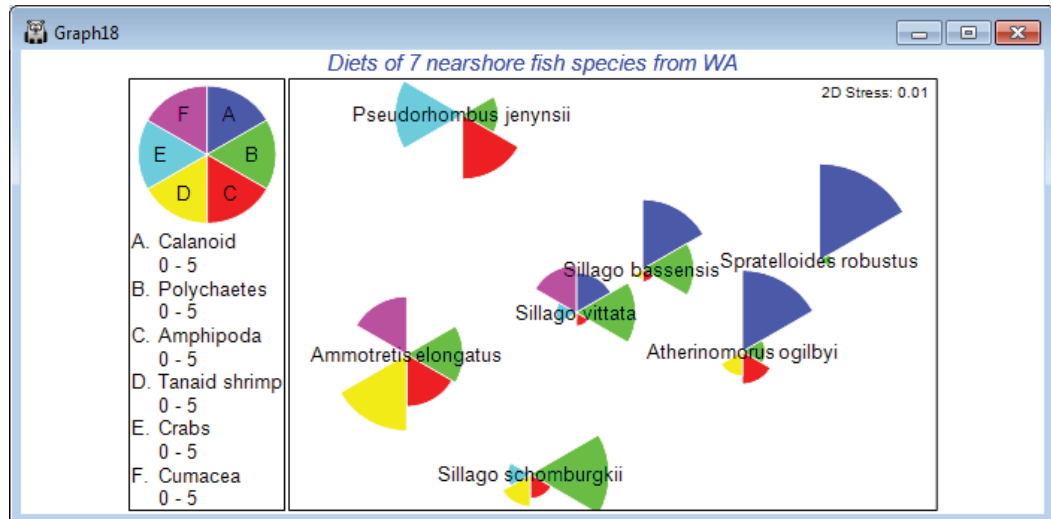 Graph18
Diets of 7 nearshore fish species from WA
F A
E B
D C
A. Calanoid
0 - 5
B. Polychaetes
0 - 5
C. Amphipoda
0 - 5
D. Tanaid shrimp
0 - 5
E. Crabs
0 - 5
F. Cumacea
0 - 5
2D Stress: 0.01
Pseudorhombus jenynsii
Sillago bassensis
Spratelloides robustus
Sillago vittata
Ammotretis elongatus
Atherinomorus ogilbyi
Sillago schomburgkii